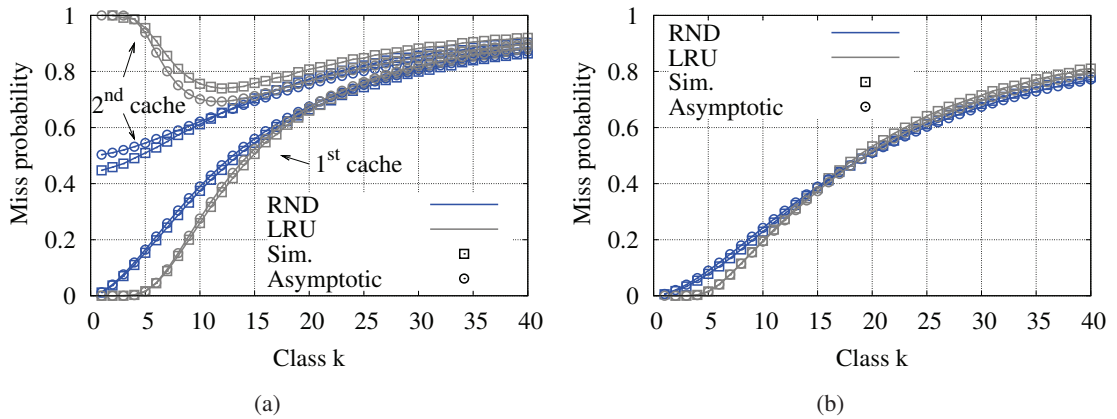 1
0.8
0.6
0.4
0.2
0
Miss probability
2nd cache
1st cache
RND
LRU
Sim.
Asymptotic
0 5 10 15 20 25 30 35 40
Class k
(a)
1
0.8
0.6
0.4
0.2
0
Miss probability
RND
LRU
Sim.
Asymptotic
0 5 10 15 20 25 30 35 40
Class k
(b)